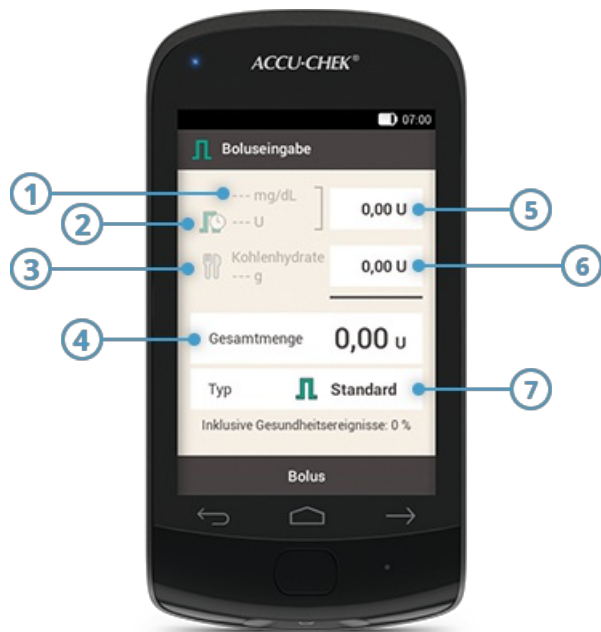 ACCU-CHEK®
07:00
Boluseingabe
1
--- mg/dL
2
--- U
0,00 U
5
3
Kohlenhydrate
--- g
0,00 U
6
4
Gesamtmenge
0,00 U
Typ
Standard
7
Inklusive Gesundheitsereignisse: 0 %
Bolus